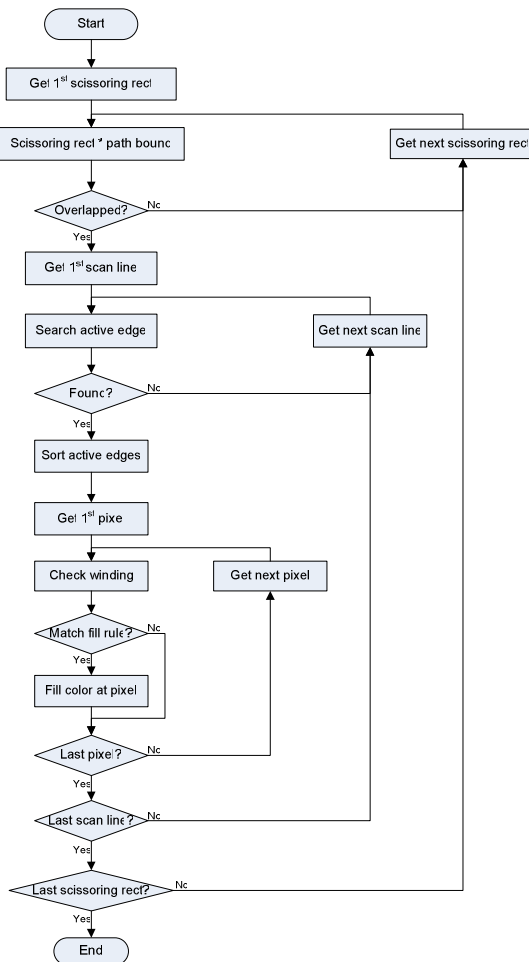 Start
Get 1st scissoring rect
Scissoring rect * path bound
Get next scissoring rect
Overlapped?
No
Yes
Get 1st scan line
Search active edge
Get next scan line
Found?
No
Yes
Sort active edges
Get 1st pixe
Check winding
Get next pixel
Match fill rule?
No
Yes
Fill color at pixel
Last pixel?
No
Yes
Last scan line?
No
Yes
Last scissoring rect?
No
Yes
End